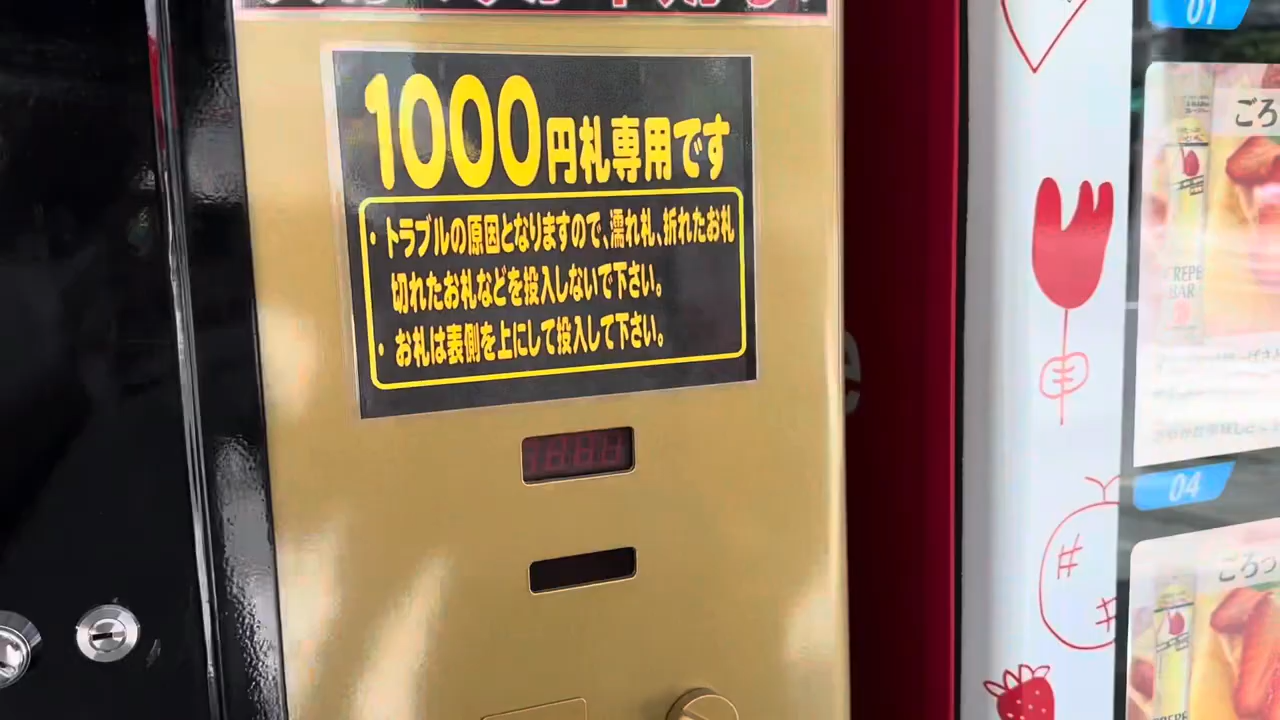 1000円札専用です
・トラブルの原因となりますので、濡れ札、折れたお札
切れたお札などを投入しないで下さい。
・お札は表側を上にして投入して下さい。
01
ごろっ
CREPE
BAR
04
ごろっ
CREPE